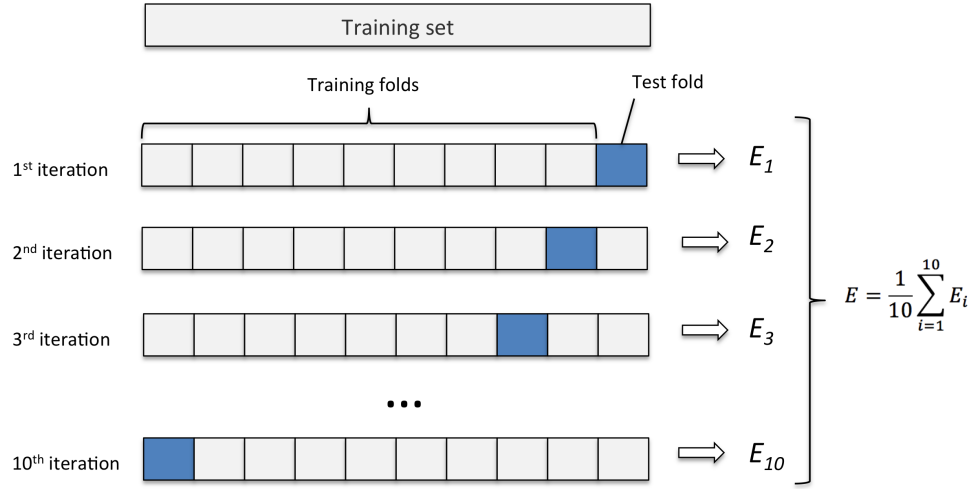 Training set
Training folds
Test fold
1st iteration
E1
2nd iteration
E2
3rd iteration
E3
E = 1/10 10∑i=1 Ei
...
10th iteration
E10